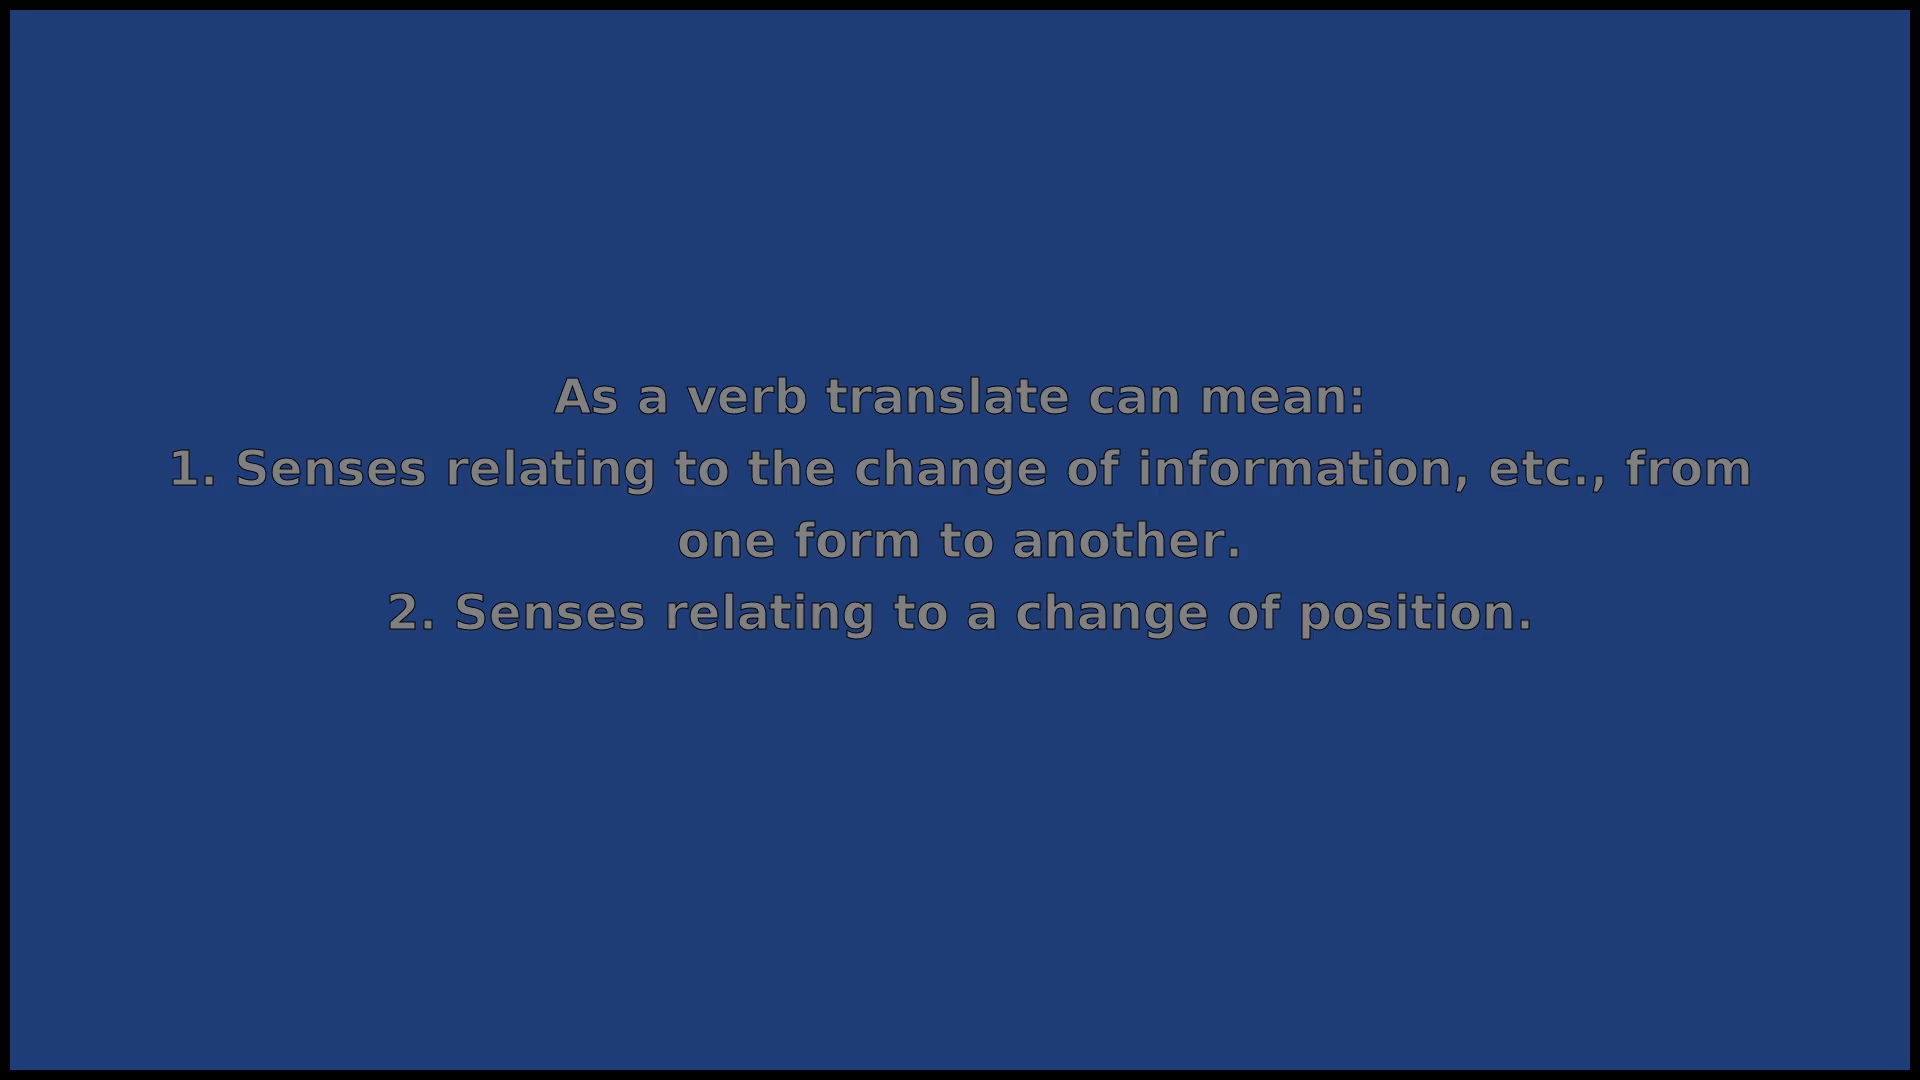 As a verb translate can mean:
1. Senses relating to the change of information, etc., from
one form to another.
2. Senses relating to a change of position.